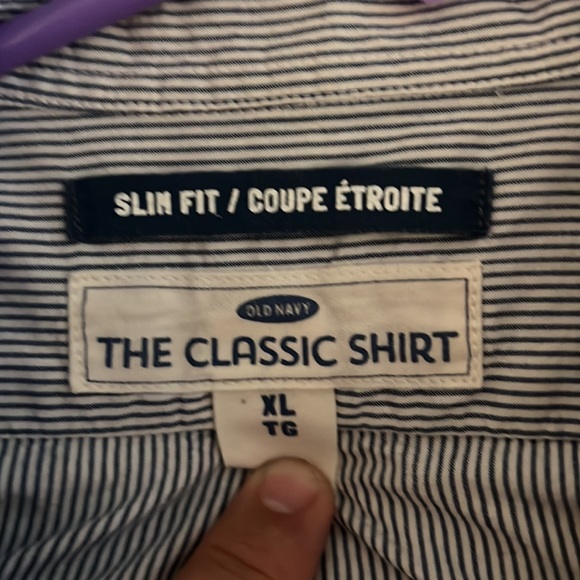 SLIM FIT / COUPE ÉTROITE
OLD NAVY
THE CLASSIC SHIRT
XL
TG